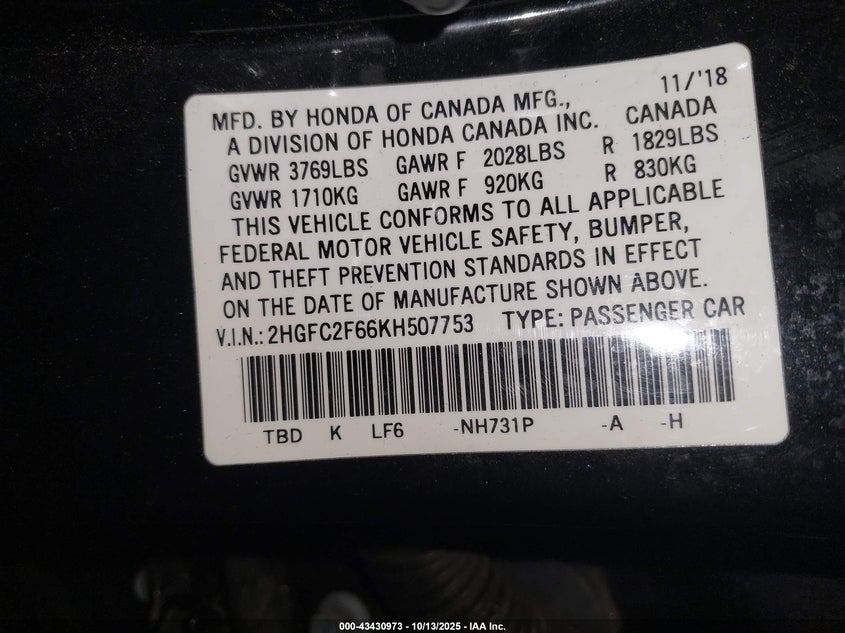 11/'18
MFD. BY HONDA OF CANADA MFG.,
A DIVISION OF HONDA CANADA INC. CANADA
GVWR 3769LBS GAWR F 2028LBS R 1829LBS
GVWR 1710KG GAWR F 920KG R 830KG
THIS VEHICLE CONFORMS TO ALL APPLICABLE
FEDERAL MOTOR VEHICLE SAFETY, BUMPER,
AND THEFT PREVENTION STANDARDS IN EFFECT
ON THE DATE OF MANUFACTURE SHOWN ABOVE.
V.I.N.: 2HGFC2F66KH507753 TYPE: PASSENGER CAR
TBD K LF6 -NH731P -A -H
000-43430973 - 10/13/2025 - IAA Inc.